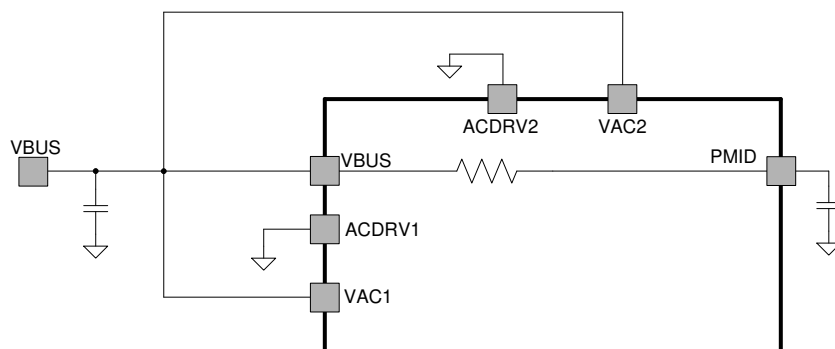 ACDRV2
VAC2
VBUS
VBUS
PMID
ACDRV1
VAC1